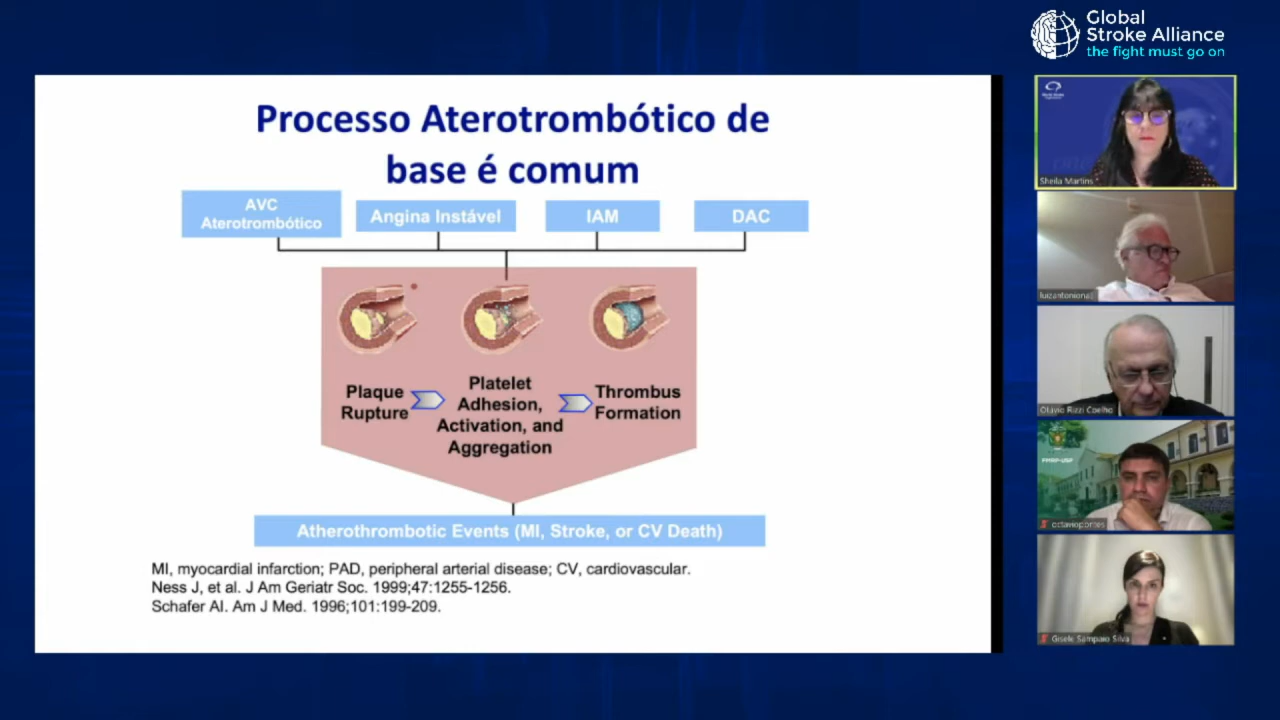 Global
Stroke Alliance
the fight must go on
Processo Aterotrombótico de
base é comum
AVC
Aterotrombótico
Angina Instável
IAM
DAC
Plaque
Rupture
Platelet
Adhesion,
Activation, and
Aggregation
Thrombus
Formation
Atherothrombotic Events (MI, Stroke, or CV Death)
MI, myocardial infarction; PAD, peripheral arterial disease; CV, cardiovascular.
Ness J, et al. J Am Geriatr Soc. 1999;47:1255-1256.
Schafer AI. Am J Med. 1996;101:199-209.
Sheila Martins
Otavio Rizzi Coelho
FMRP-USP
Gisele Sampaio Silva